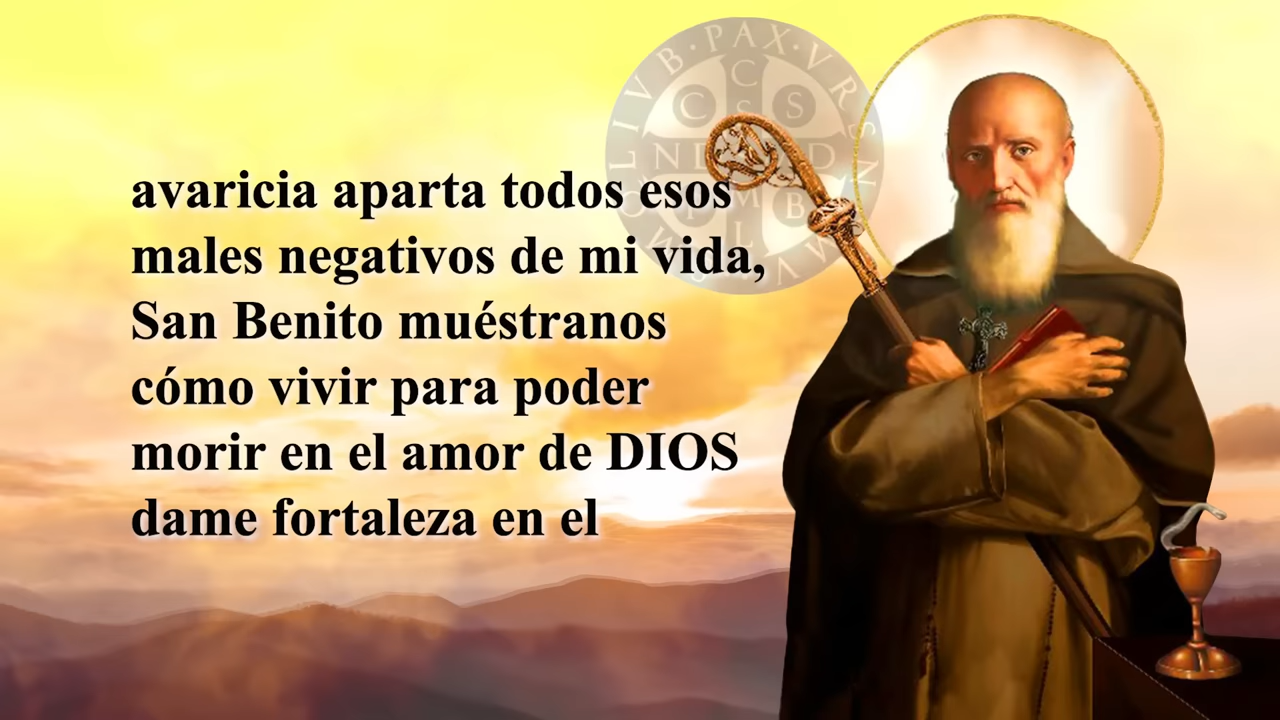 avaricia aparta todos esos
males negativos de mi vida,
San Benito muéstranos
cómo vivir para poder
morir en el amor de DIOS
dame fortaleza en el
PAX
C
C S
S